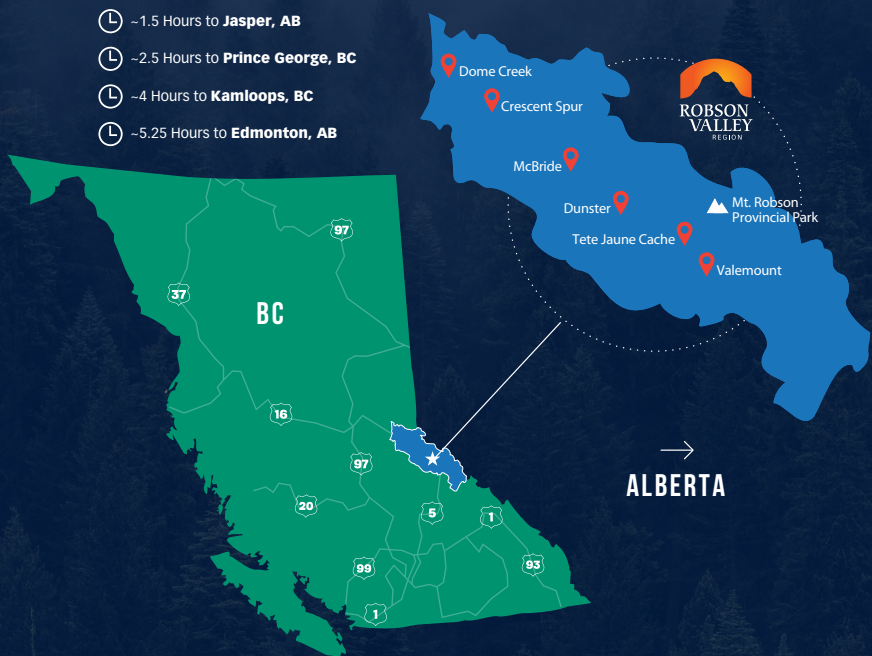 ~1.5 Hours to Jasper, AB
~2.5 Hours to Prince George, BC
~4 Hours to Kamloops, BC
~5.25 Hours to Edmonton, AB
Dome Creek
Crescent Spur
McBride
Dunster
Tete Jaune Cache
Valemount
Mt. Robson
Provincial Park
ROBSON
VALLEY
REGION
BC
97
37
16
97
20
5
1
99
93
1
ALBERTA